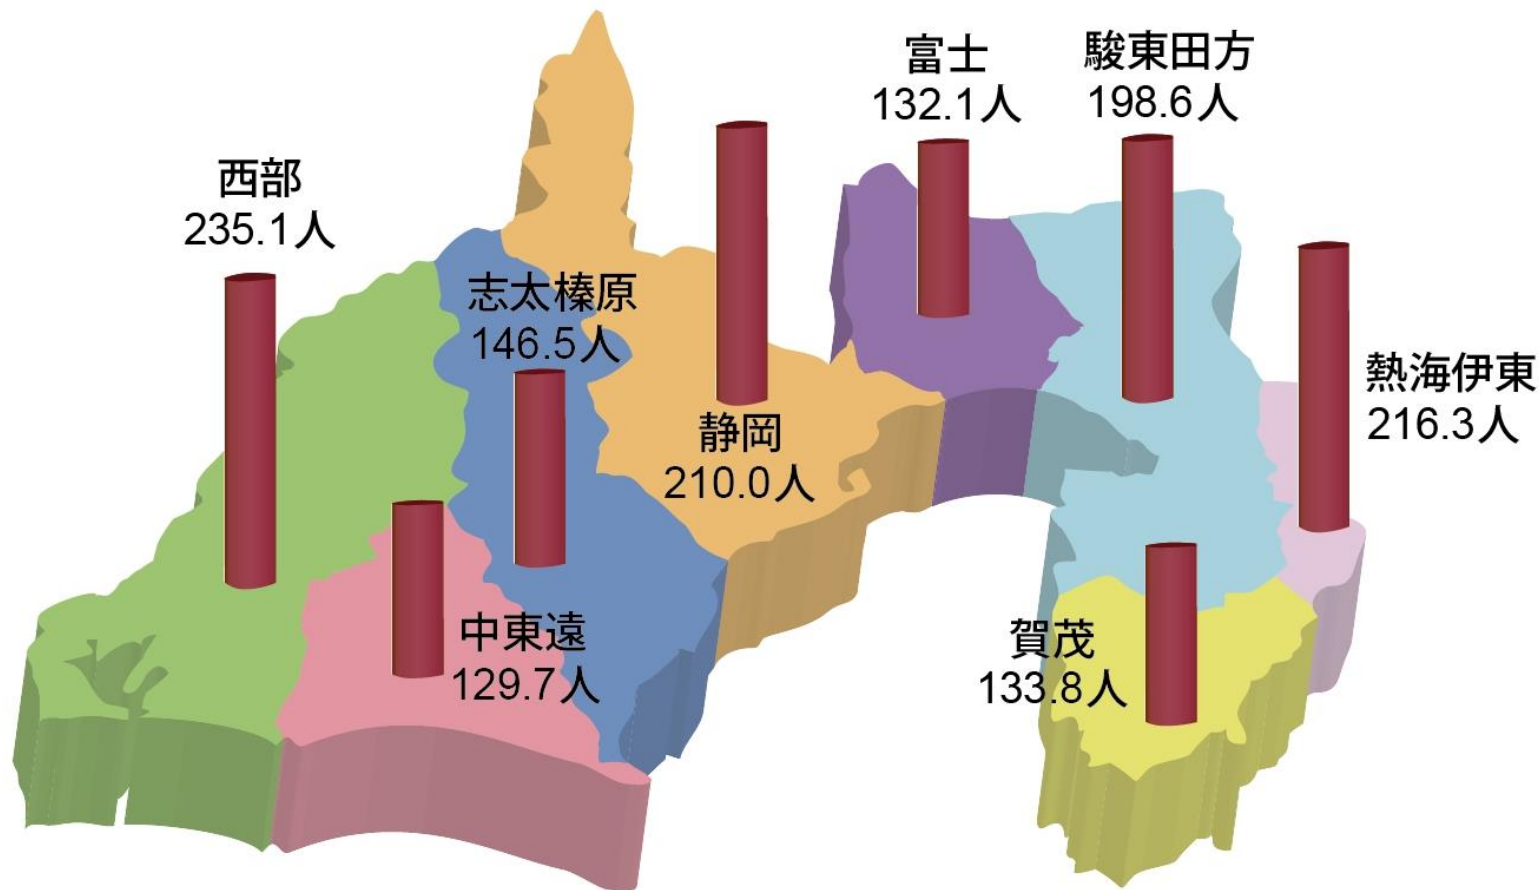 富士
132.1人
駿東田方
198.6人
西部
235.1人
志太榛原
146.5人
熱海伊東
216.3人
静岡
210.0人
中東遠
129.7人
賀茂
133.8人